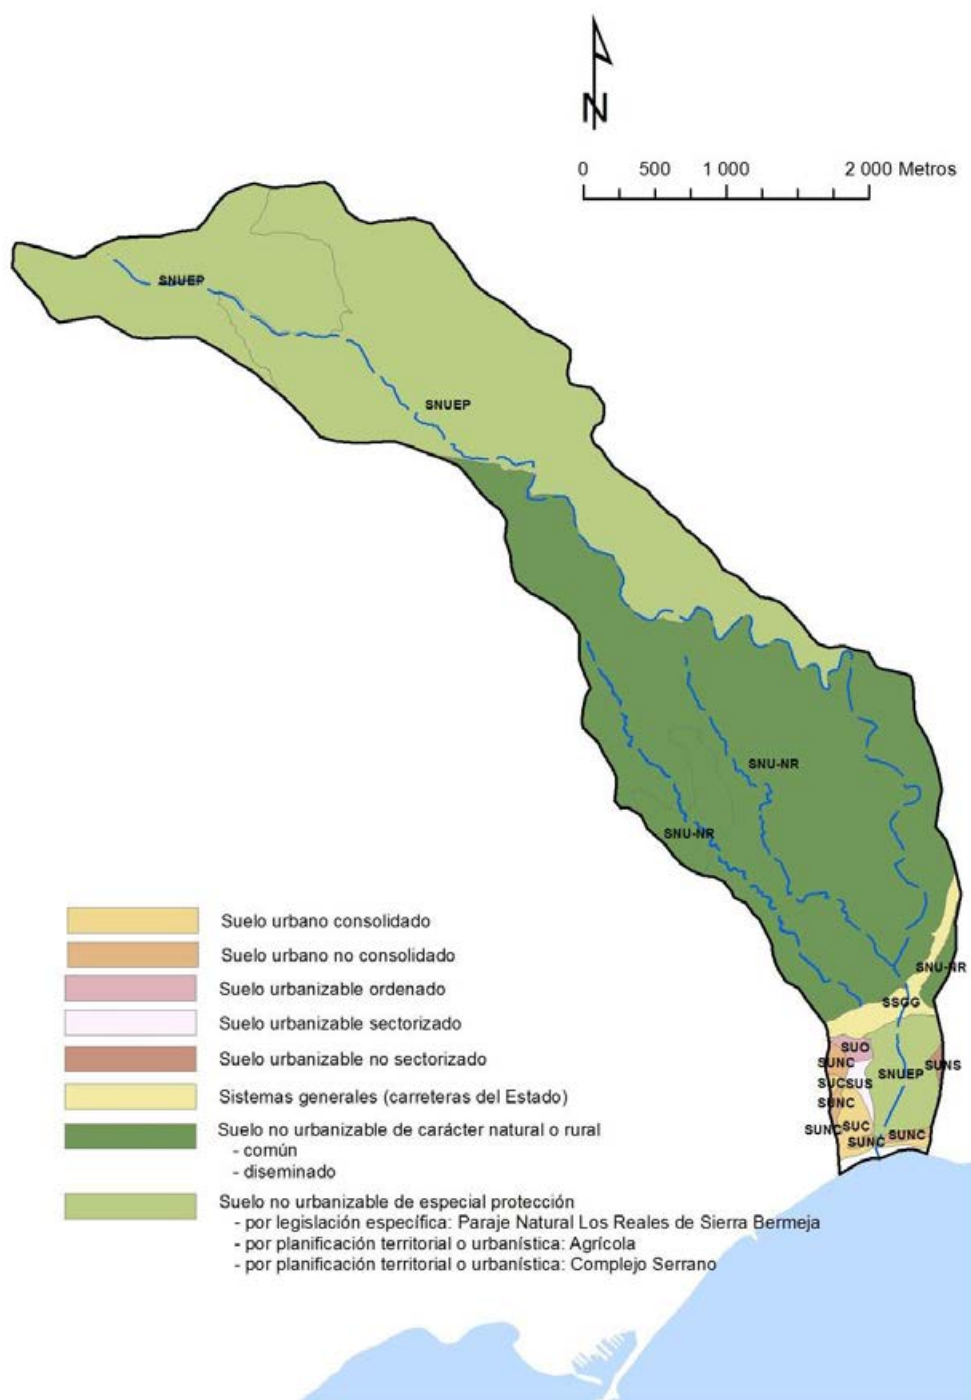 N
0 500 1 000 2 000 Metros
SNUEP
SNUEP
SNU-NR
SNU-NR
SNU-NR
SSGG
SUO
SUNC
SUNS
SNUEP
SUC
SUS
SUNC
SUNC
SUC
SUNC
SUNC
Suelo urbano consolidado
Suelo urbano no consolidado
Suelo urbanizable ordenado
Suelo urbanizable sectorizado
Suelo urbanizable no sectorizado
Sistemas generales (carreteras del Estado)
Suelo no urbanizable de carácter natural o rural
- común
- diseminado
Suelo no urbanizable de especial protección
- por legislación específica: Paraje Natural Los Reales de Sierra Bermeja
- por planificación territorial o urbanística: Agrícola
- por planificación territorial o urbanística: Complejo Serrano